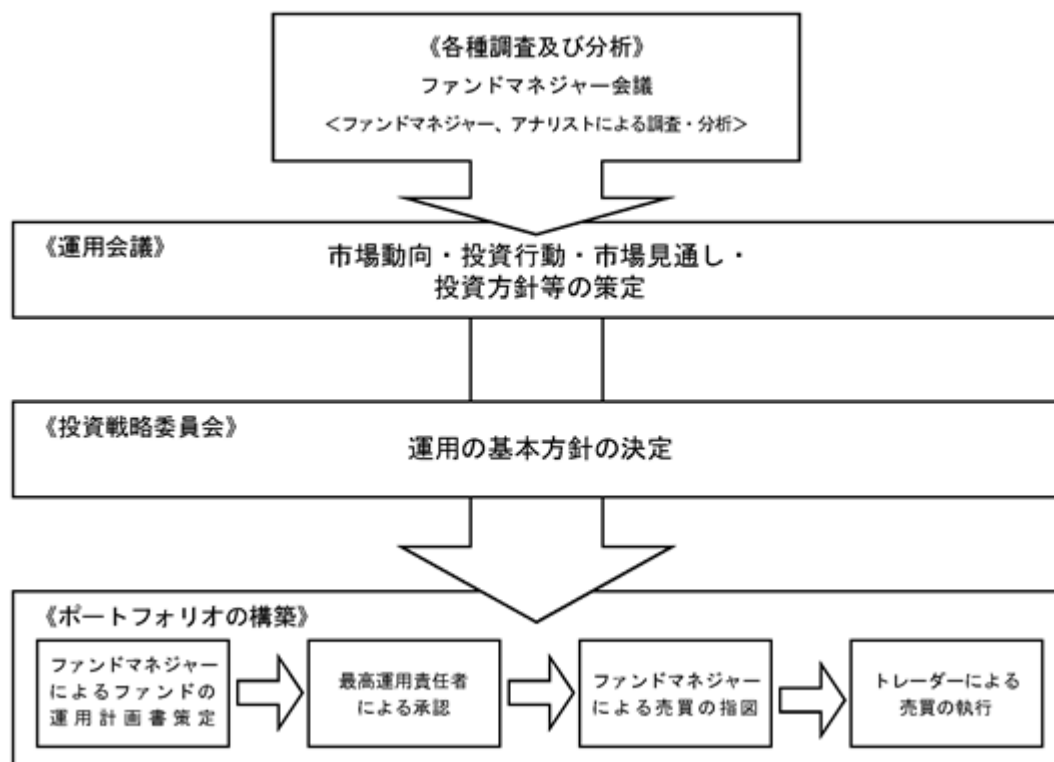 《各種調査及び分析》
ファンドマネジャー会議
＜ファンドマネジャー、アナリストによる調査・分析＞
《運用会議》
市場動向・投資行動・市場見通し・
投資方針等の策定
《投資戦略委員会》
運用の基本方針の決定
《ポートフォリオの構築》
ファンドマネジャー
によるファンドの
運用計画書策定
最高運用責任者
による承認
ファンドマネジャー
による売買の指図
トレーダーによる
売買の執行